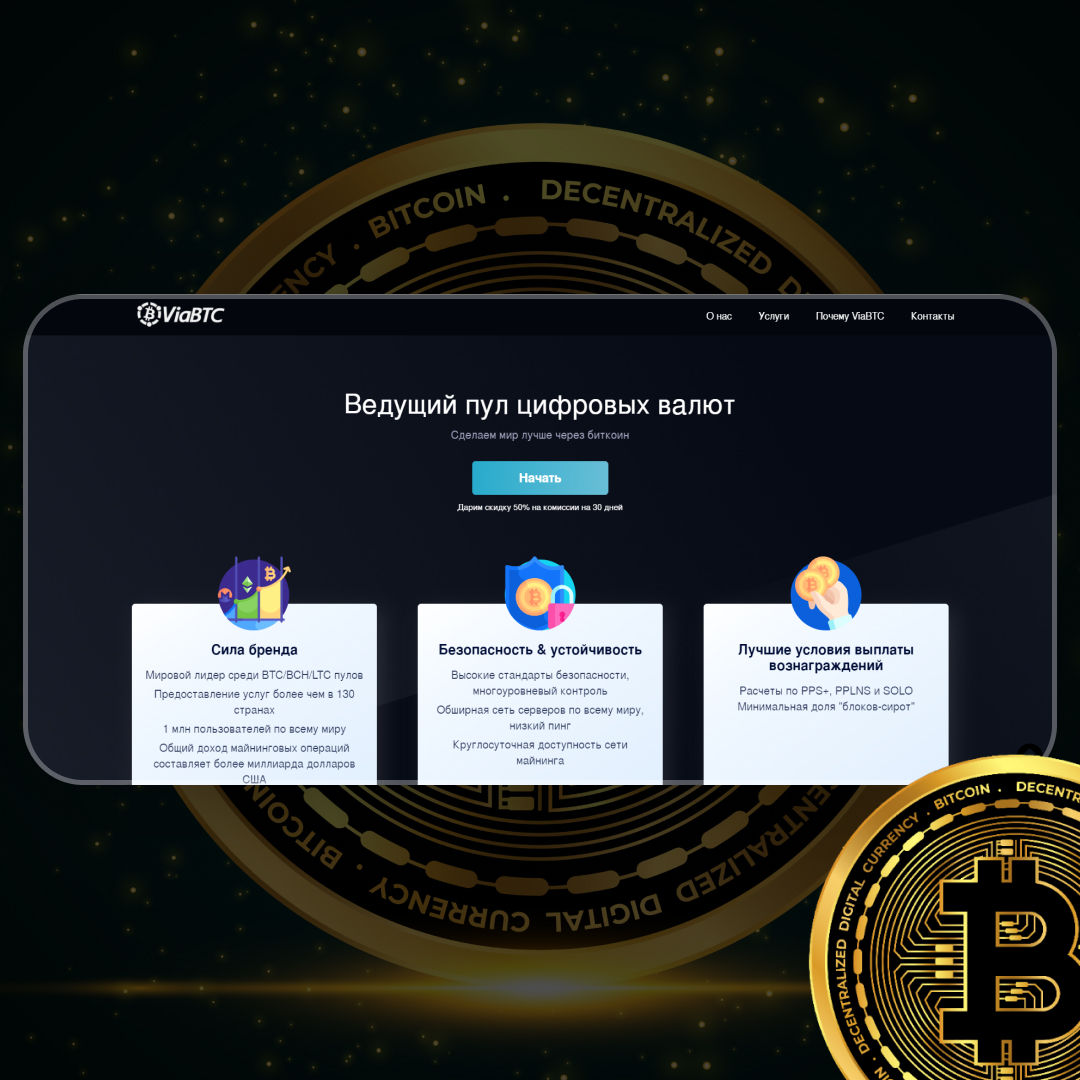 DECENTRALIZED
BITCOIN
ViaBTC
О нас
Услуги
Почему ViaBTC
Контакты
Ведущий пул цифровых валют
Сделаем мир лучше через биткоин
Начать
Дарим скидку 50% на комиссии на 30 дней
Сила бренда
Мировой лидер среди BTC/BCH/LTC пулов
Предоставление услуг более чем в 130
странах
1 млн пользователей по всему миру
Общий доход майнинговых операций
составляет более миллиарда долларов
США
Безопасность & устойчивость
Высокие стандарты безопасности,
многоуровневый контроль
Обширная сеть серверов по всему миру,
низкий пинг
Круглосуточная доступность сети
майнинга
Лучшие условия выплаты
вознаграждений
Расчеты по PPS+, PPLNS и SOLO
Минимальная доля "блоков-сирот"
BITCOIN · DECENTRALIZED DIGITAL CURRENCY
DECENTRALIZED DIGITAL CURRENCY · BITCOIN ·